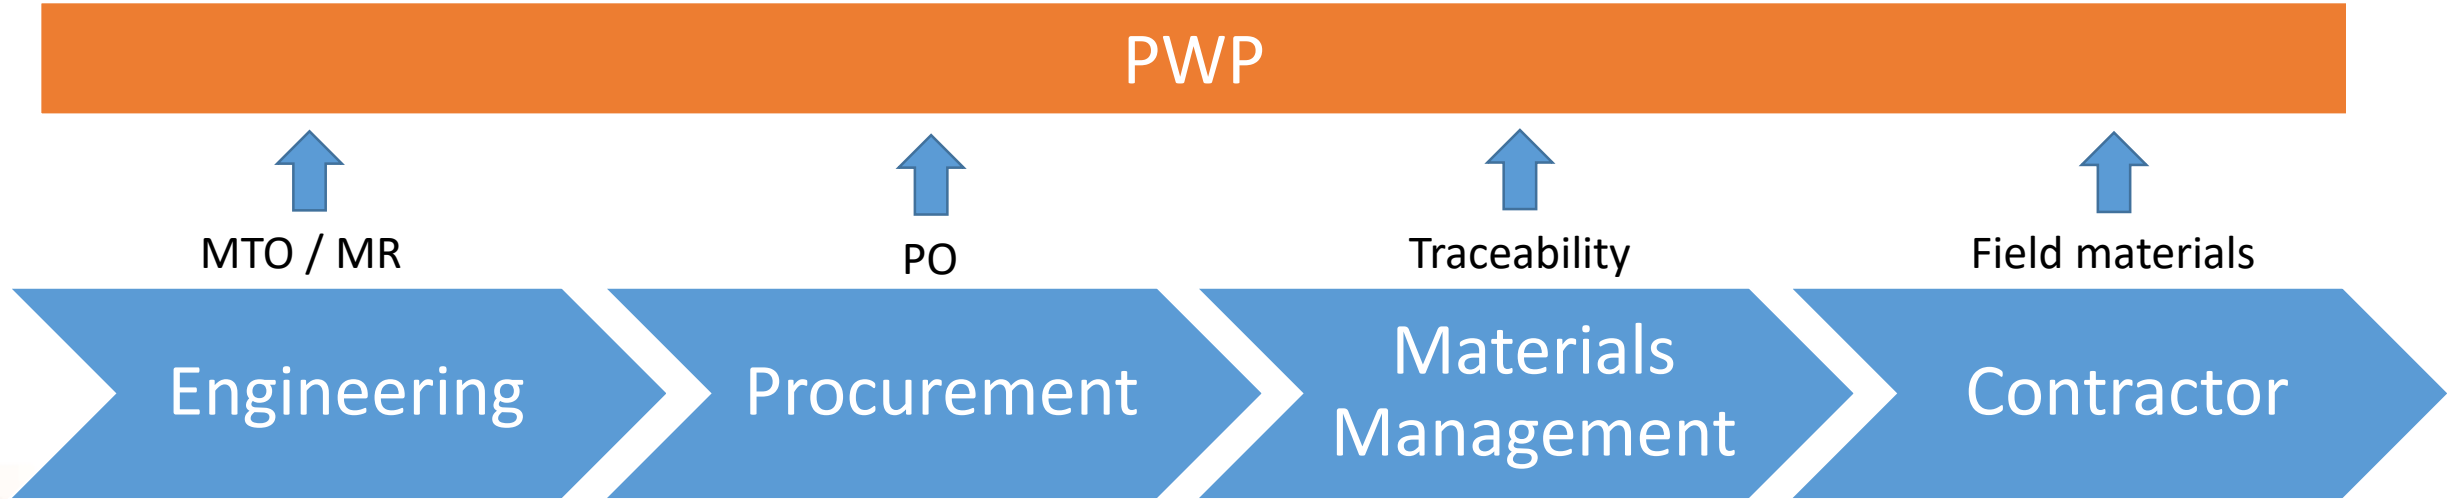 PWP
MTO / MR
PO
Traceability
Field materials
Engineering
Procurement
Materials
Management
Contractor